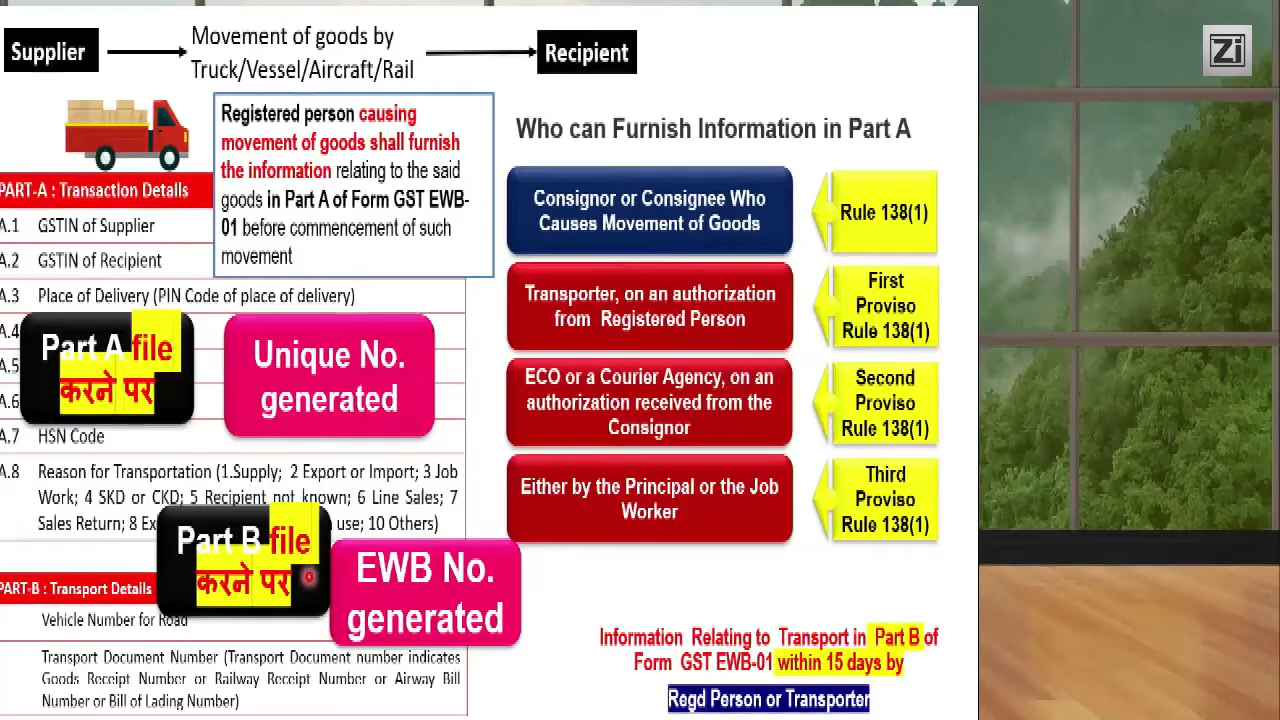 Supplier
Movement of goods by
Truck/Vessel/Aircraft/Rail
Recipient
Zi
Registered person causing
movement of goods shall furnish
the information relating to the said
goods in Part A of Form GST EWB-
01 before commencement of such
movement
PART-A : Transaction Details
A.1 GSTIN of Supplier
A.2 GSTIN of Recipient
A.3 Place of Delivery (PIN Code of place of delivery)
A.4
A.5
A.6
Part A file
करने पर
Unique No.
generated
A.7 HSN Code
A.8 Reason for Transportation (1.Supply; 2 Export or Import; 3 Job
Work; 4 SKD or CKD; 5 Recipient not known; 6 Line Sales; 7
Sales Return; 8 Ex use; 10 Others)
Part B file
करने पर
EWB No.
generated
PART-B : Transport Details
Vehicle Number for Road
Transport Document Number (Transport Document number indicates
Goods Receipt Number or Railway Receipt Number or Airway Bill
Number or Bill of Lading Number)
Who can Furnish Information in Part A
Consignor or Consignee Who
Causes Movement of Goods
Rule 138(1)
Transporter, on an authorization
from Registered Person
First
Proviso
Rule 138(1)
ECO or a Courier Agency, on an
authorization received from the
Consignor
Second
Proviso
Rule 138(1)
Either by the Principal or the Job
Worker
Third
Proviso
Rule 138(1)
Information Relating to Transport in Part B of
Form GST EWB-01 within 15 days by
Regd Person or Transporter